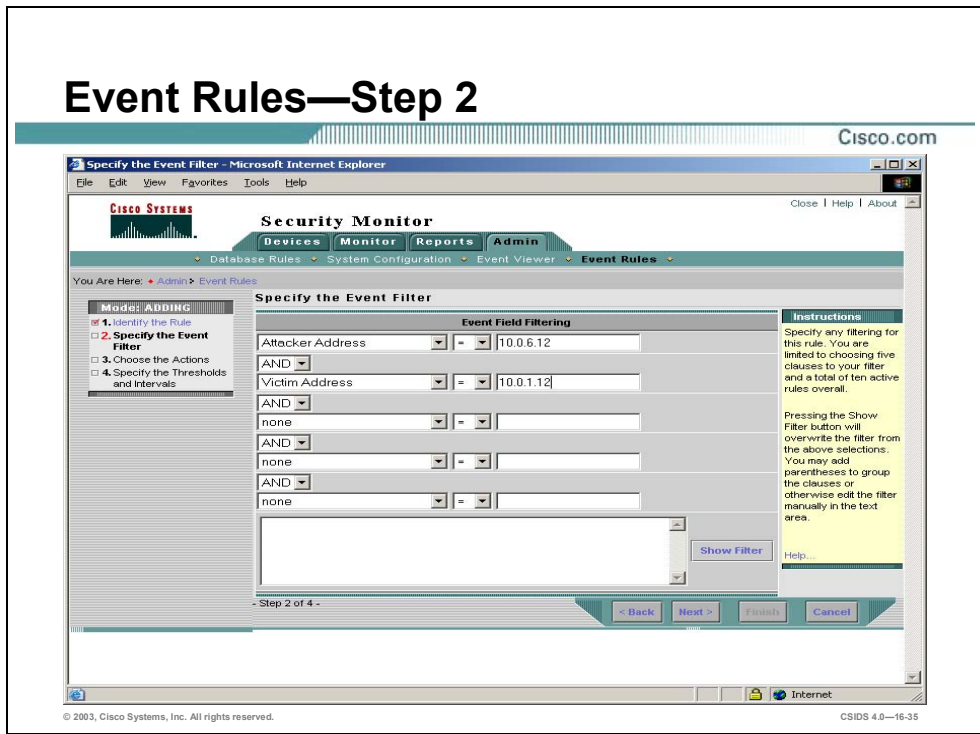 Event Rules—Step 2
Cisco.com
Specify the Event Filter - Microsoft Internet Explorer
File Edit View Favorites Tools Help
CISCO SYSTEMS
Close | Help | About
Security Monitor
Devices Monitor Reports Admin
Database Rules System Configuration Event Viewer Event Rules
You Are Here: Admin > Event Rules
Mode: ADDING
1. Identify the Rule
2. Specify the Event
Filter
3. Choose the Actions
4. Specify the Thresholds
and Intervals
Specify the Event Filter
Event Field Filtering
Attacker Address = 10.0.6.12
AND
Victim Address = 10.0.1.12
AND
none =
AND
none =
AND
none =
Show Filter
Instructions
Specify any filtering for
this rule. You are
limited to choosing five
clauses to your filter
and a total of ten active
rules overall.
Pressing the Show
Filter button will
overwrite the filter from
the above selections.
You may add
parentheses to group
the clauses or
otherwise edit the filter
manually in the text
area.
Help...
- Step 2 of 4 -
< Back Next > Finish Cancel
Internet
© 2003, Cisco Systems, Inc. All rights reserved.
CSIDS 4.0—16-35